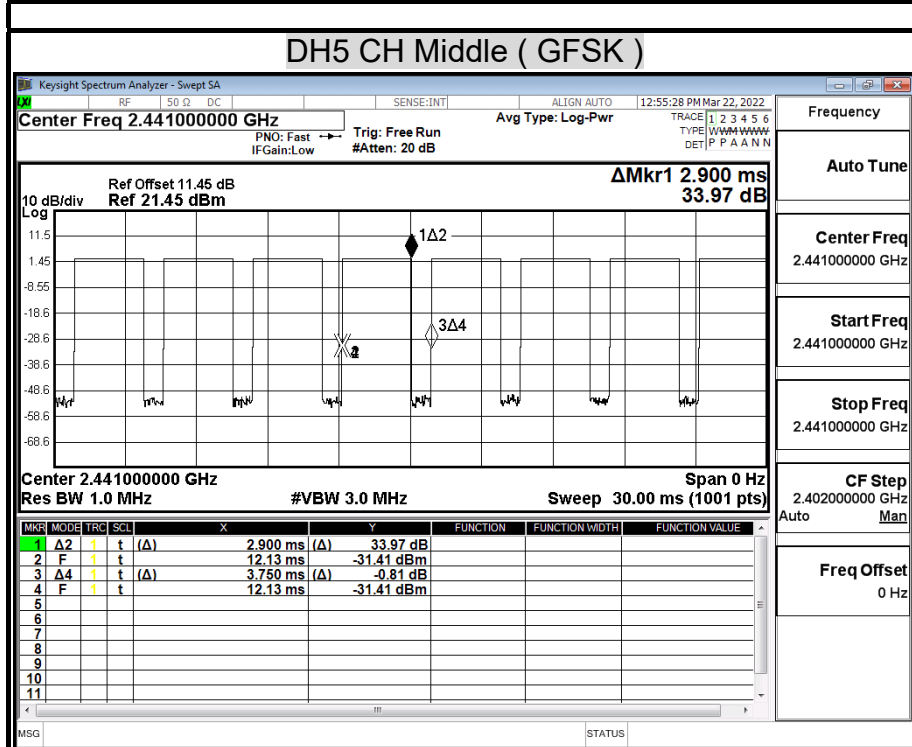 DH5 CH Middle ( GFSK )
Keysight Spectrum Analyzer - Swept SA
LXI RF 50 Ω DC SENSE:INT ALIGN AUTO 12:55:28 PM Mar 22, 2022
Center Freq 2.441000000 GHz
PNO: Fast
IFGain:Low
Trig: Free Run
#Atten: 20 dB
Avg Type: Log-Pwr
TRACE 1 2 3 4 5 6
TYPE WWMWWW
DET P P A A N N
ΔMkr1 2.900 ms
33.97 dB
Ref Offset 11.45 dB
10 dB/div Ref 21.45 dBm
Log
11.5
1.45
-8.55
-18.6
-28.6
-38.6
-48.6
-58.6
-68.6
1Δ2
3Δ4
Center 2.441000000 GHz Span 0 Hz
Res BW 1.0 MHz #VBW 3.0 MHz Sweep 30.00 ms (1001 pts)
MKR MODE TRC SCL X Y FUNCTION FUNCTION WIDTH FUNCTION VALUE
1 Δ2 1 t (Δ) 2.900 ms (Δ) 33.97 dB
2 F 1 t 12.13 ms -31.41 dBm
3 Δ4 1 t (Δ) 3.750 ms (Δ) -0.81 dB
4 F 1 t 12.13 ms -31.41 dBm
5
6
7
8
9
10
11
MSG STATUS
Frequency
Auto Tune
Center Freq
2.441000000 GHz
Start Freq
2.441000000 GHz
Stop Freq
2.441000000 GHz
CF Step
2.402000000 GHz
Auto Man
Freq Offset
0 Hz